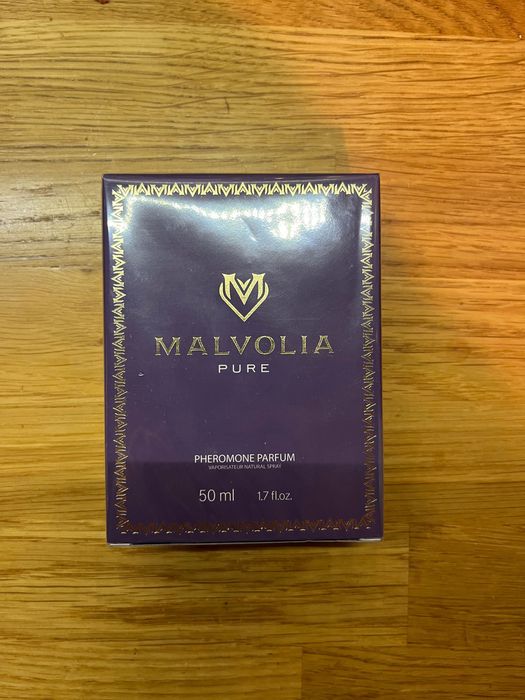 MALVOLIA
PURE
PHEROMONE PARFUM
VAPORISATEUR NATURAL SPRAY
50 ml 1.7 fl.oz.